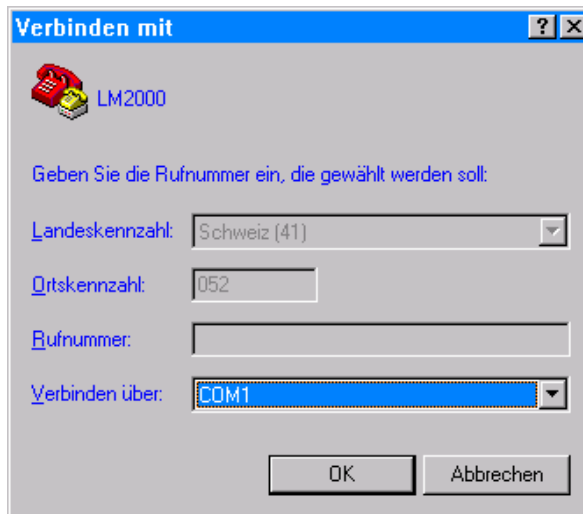 Verbinden mit
LM2000
Geben Sie die Rufnummer ein, die gewählt werden soll:
Landeskennzahl: Schweiz (41)
Ortskennzahl: 052
Rufnummer:
Verbinden über: COM1
OK Abbrechen